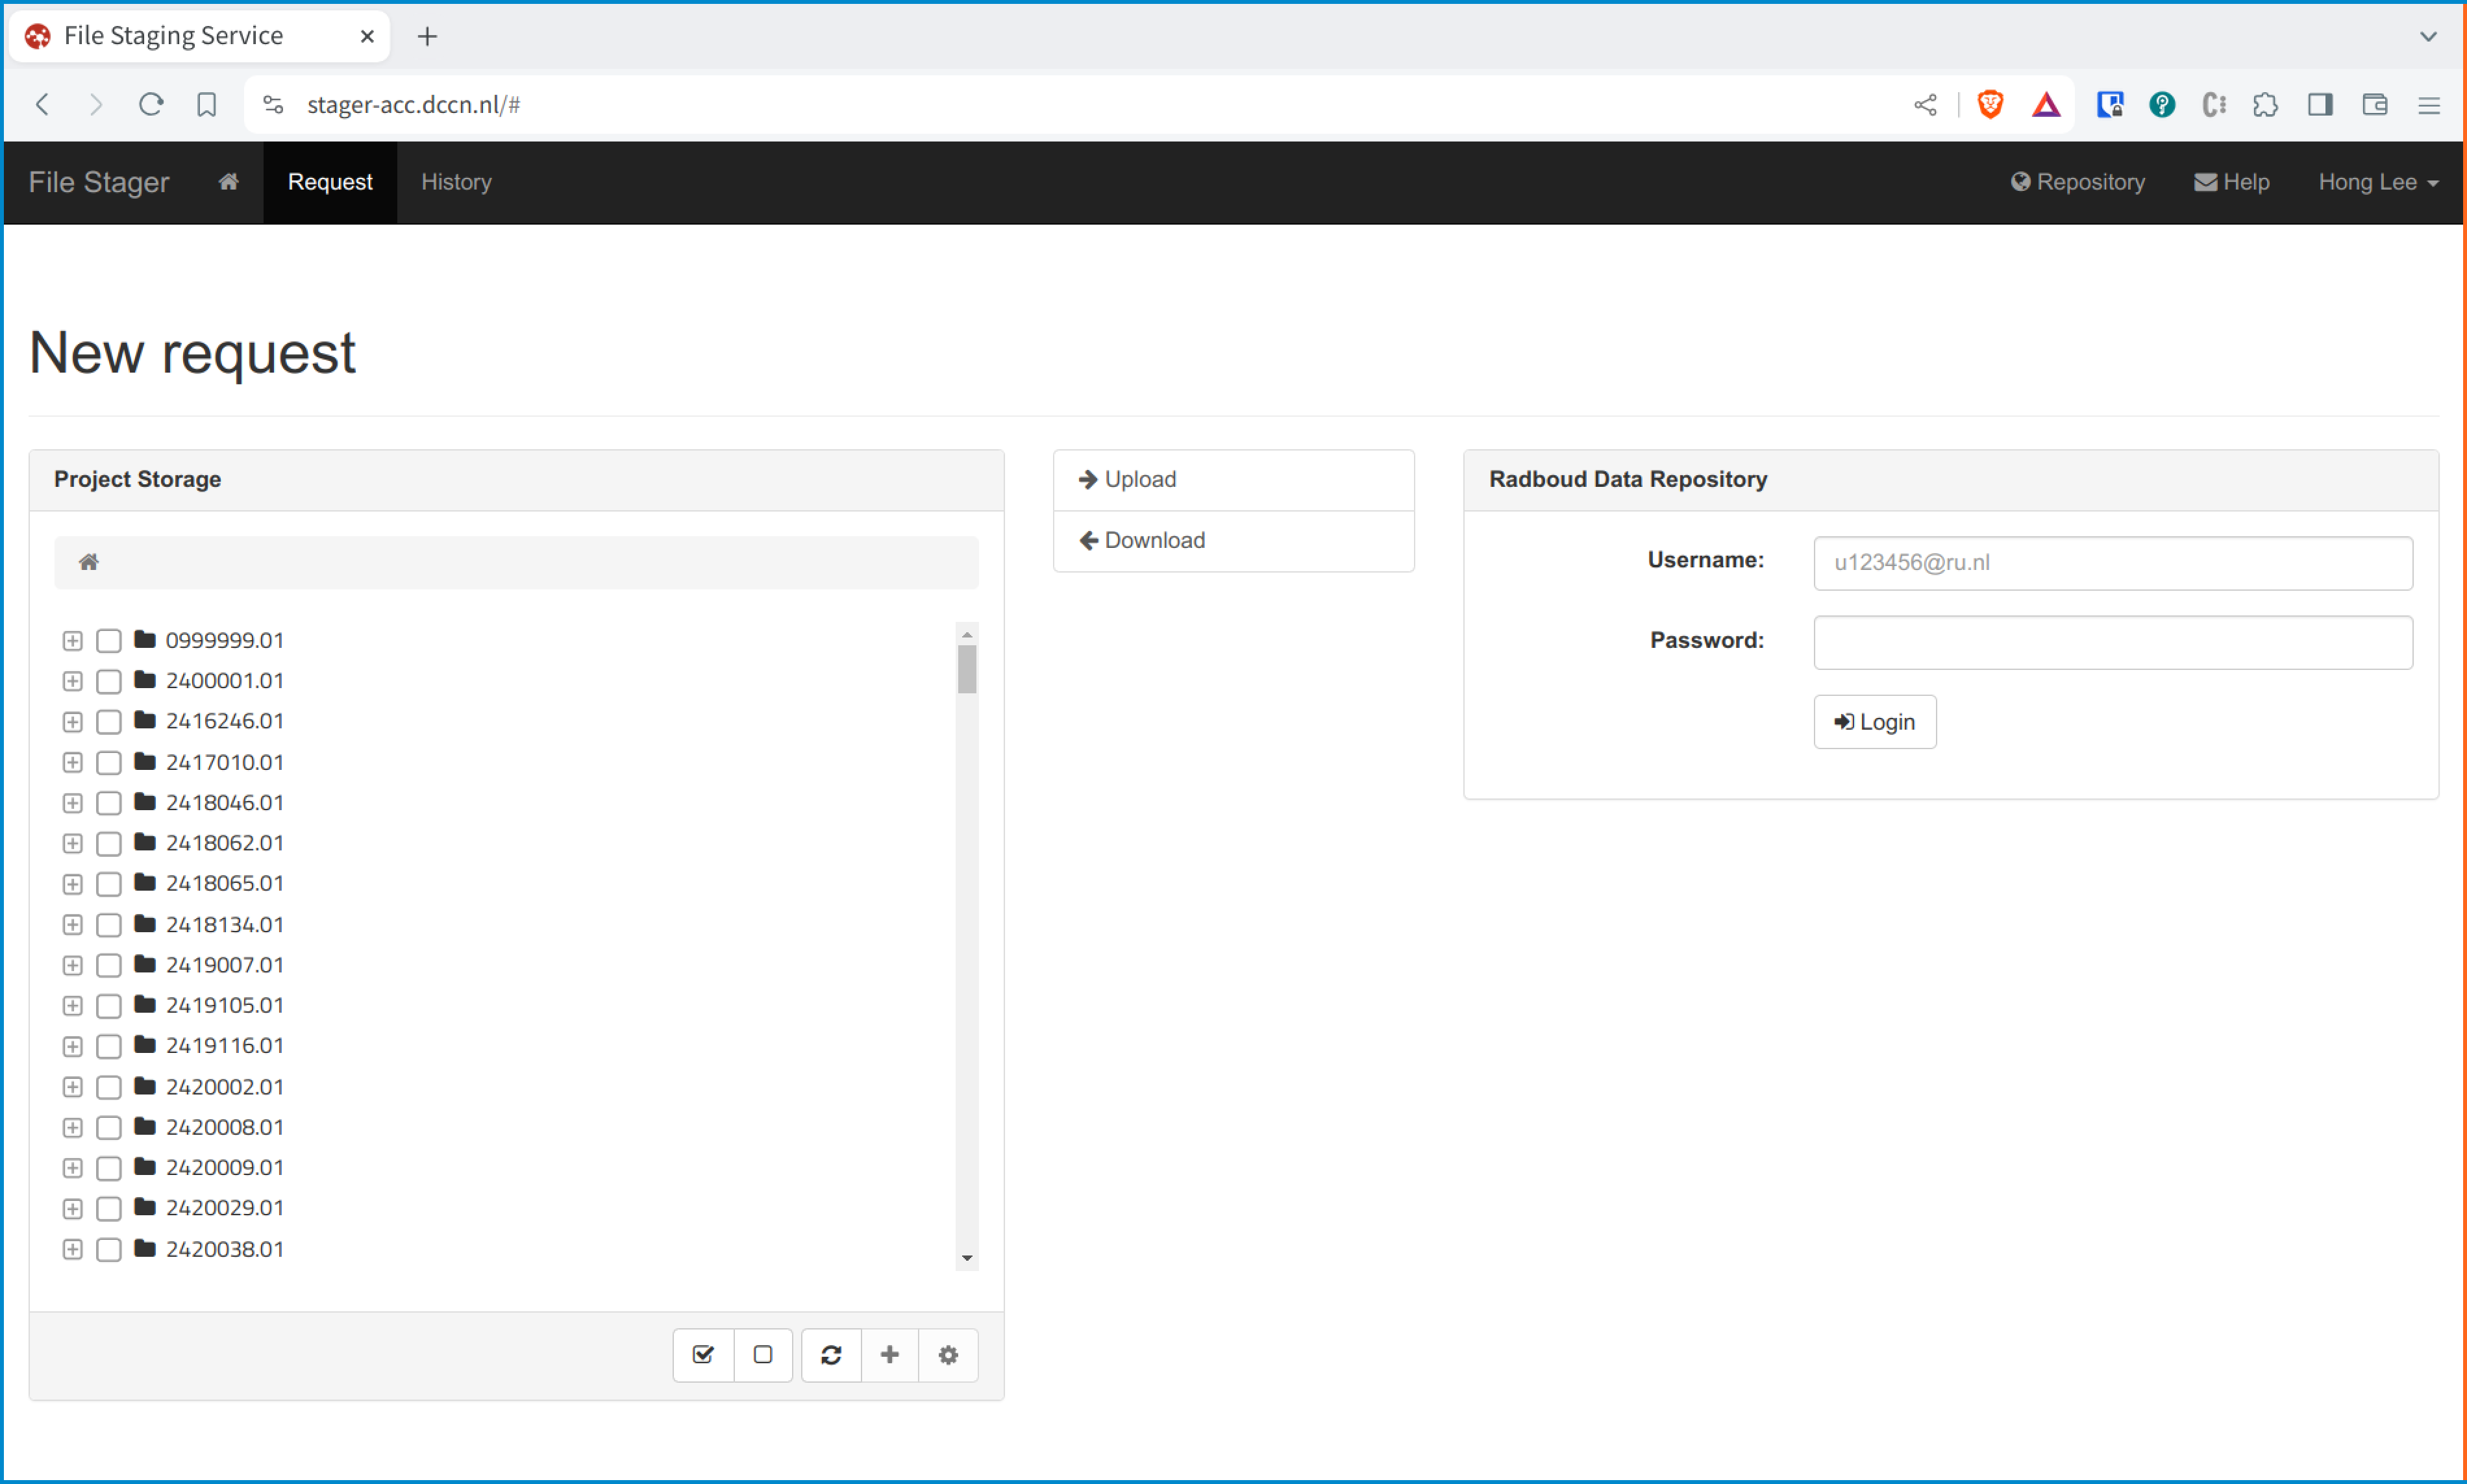 File Staging Service
stager-acc.dccn.nl/#
File Stager
Request
History
Repository
Help
Hong Lee
New request
Project Storage
0999999.01
2400001.01
2416246.01
2417010.01
2418046.01
2418062.01
2418065.01
2418134.01
2419007.01
2419105.01
2419116.01
2420002.01
2420008.01
2420009.01
2420029.01
2420038.01
Upload
Download
Radboud Data Repository
Username:
u123456@ru.nl
Password:
Login